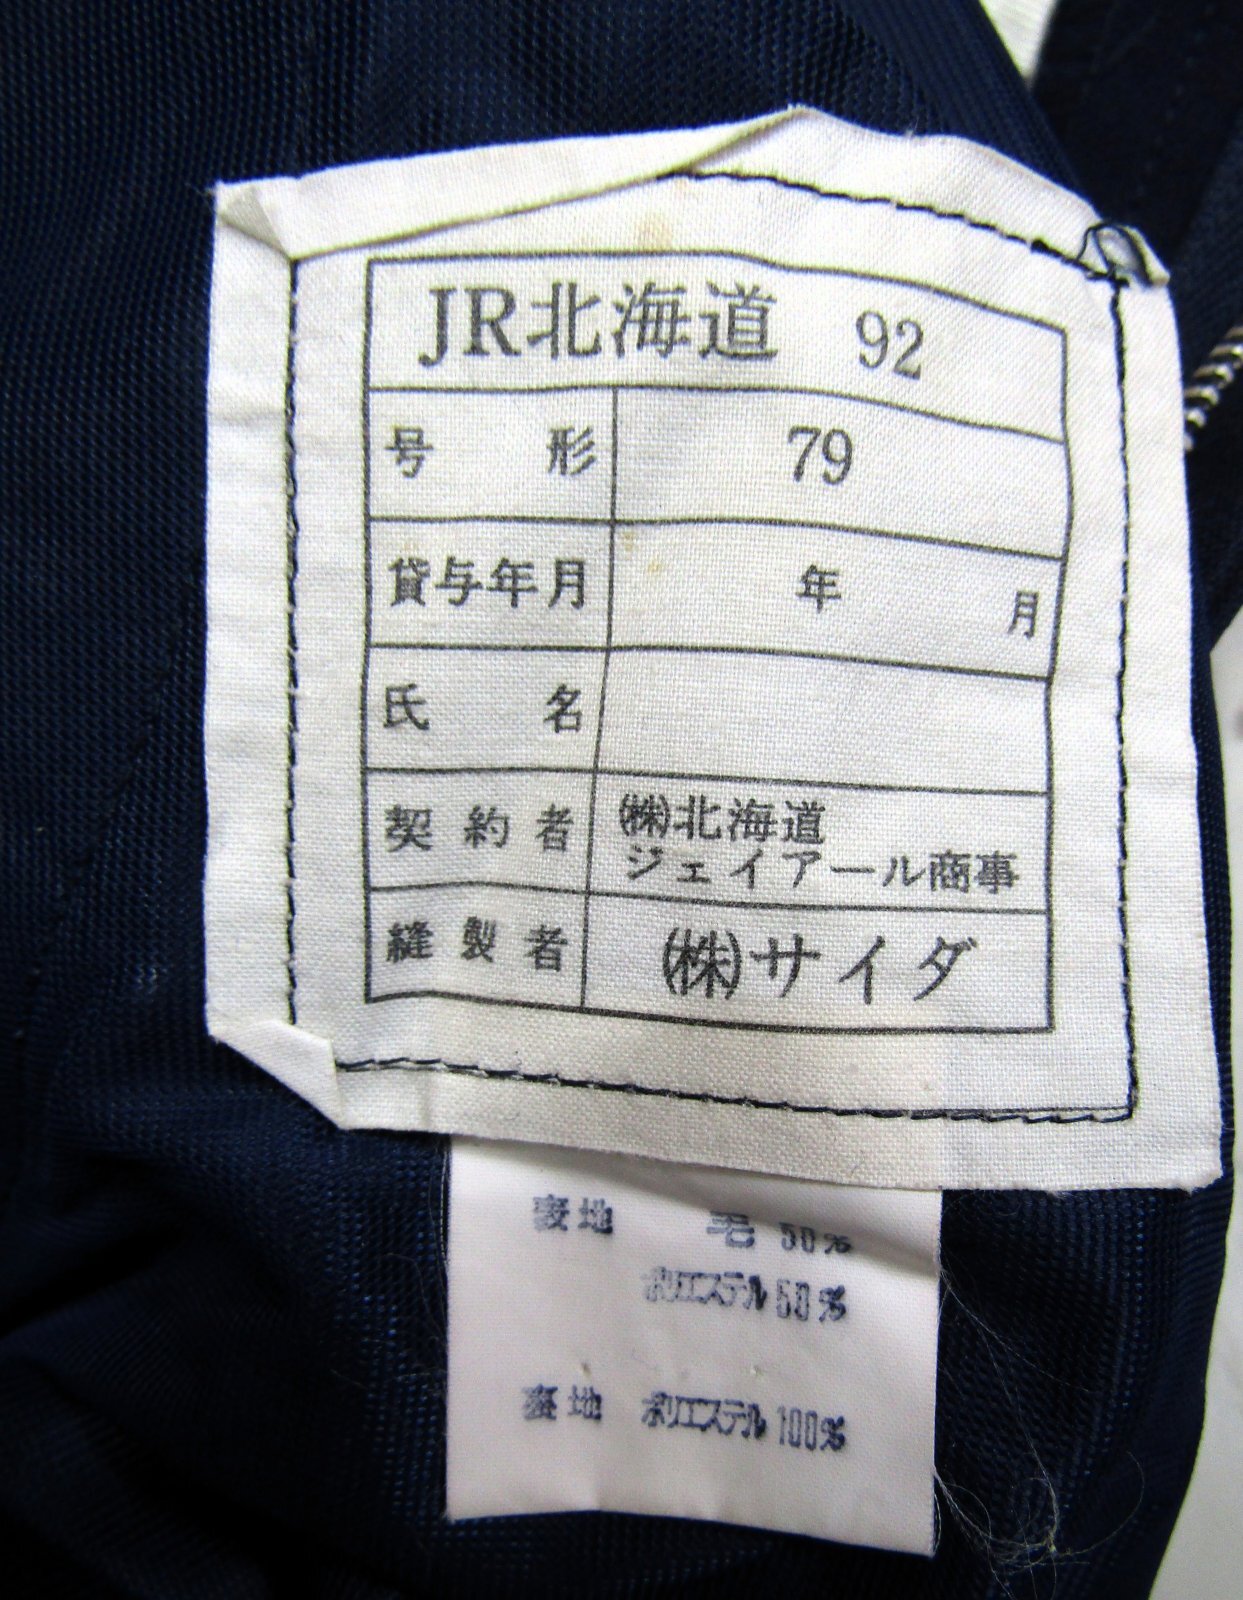 JR北海道 92
号形 79
貸与年月 年 月
氏名
契約者 ㈱北海道
ジェイアール商事
縫製者 ㈱サイダ
表地 毛 50%
ポリエステル 50%
裏地 ポリエステル 100%